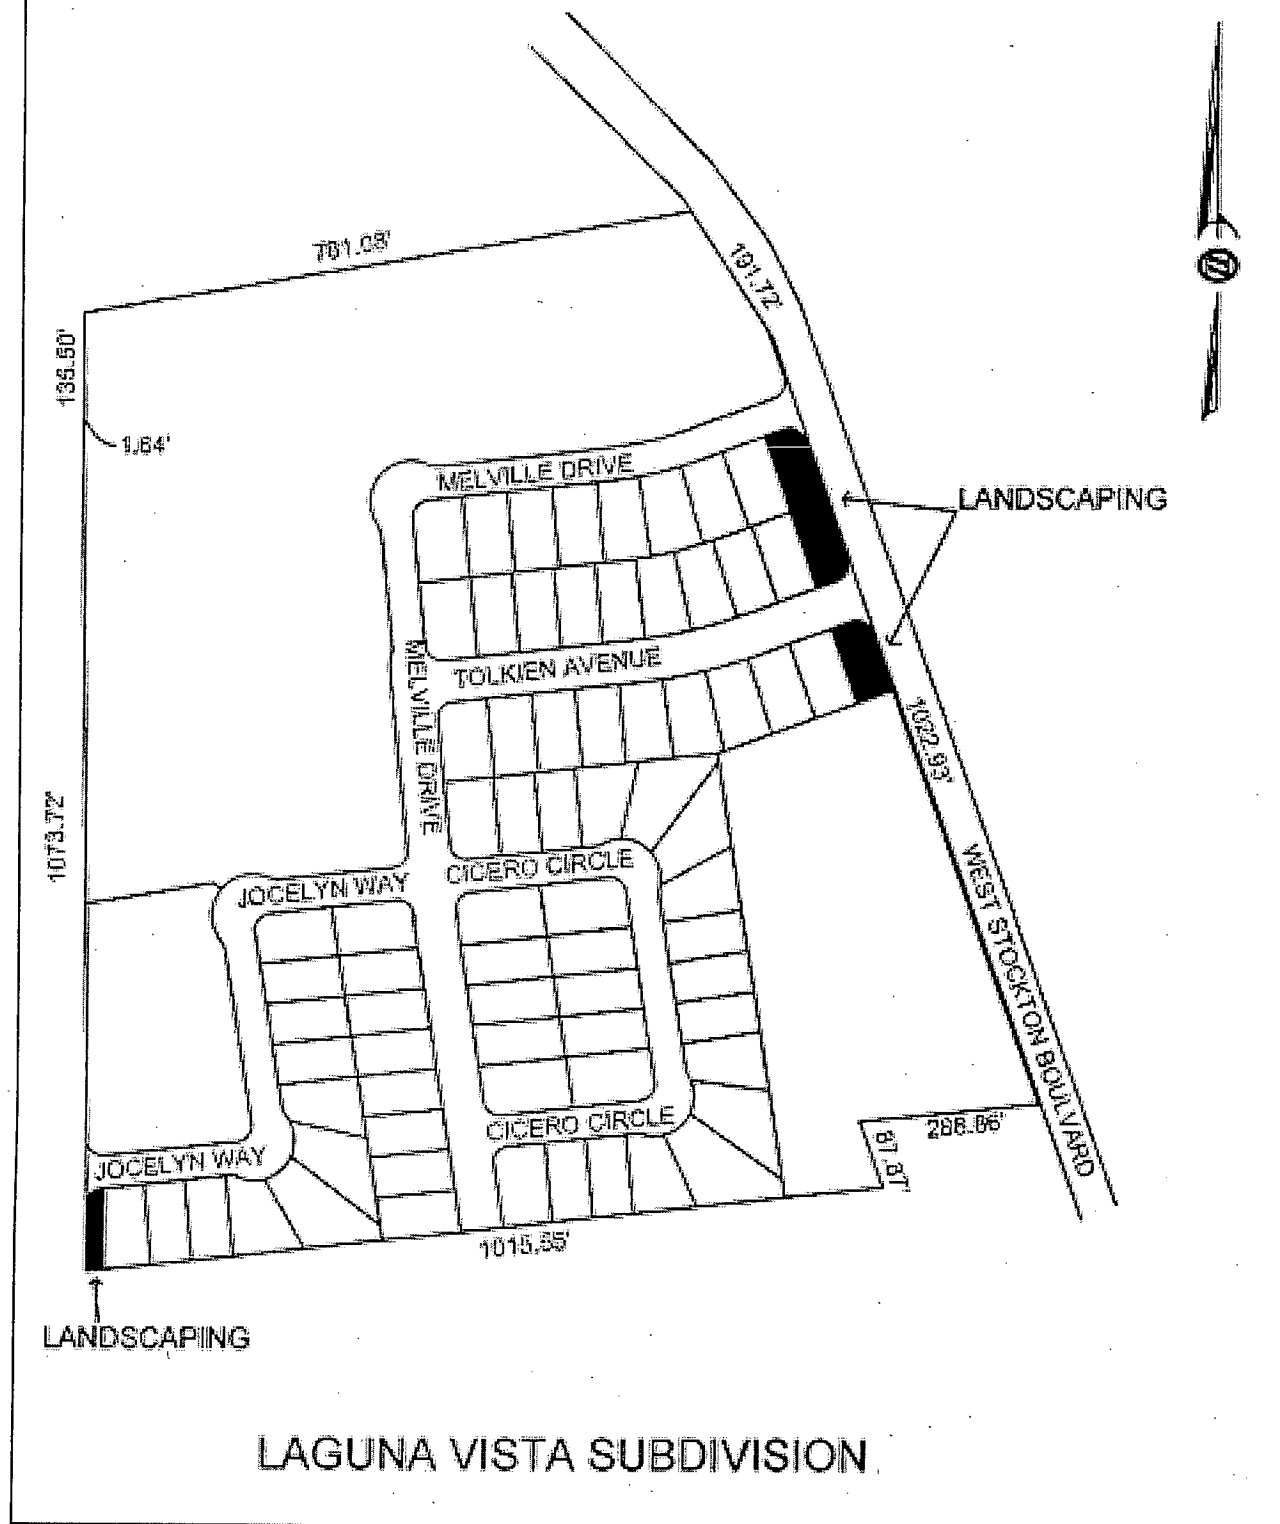 701.08'
191.72'
135.50'
1.64'
MELVILLE DRIVE
LANDSCAPING
TOLKIEN AVENUE
MELVILLE DRIVE
1022.93'
1073.72'
CICERO CIRCLE
JOCELYN WAY
WEST STOCKTON BOULVARD
CICERO CIRCLE
87.87'
JOCELYN WAY
1015.55'
LANDSCAPING
LAGUNA VISTA SUBDIVISION